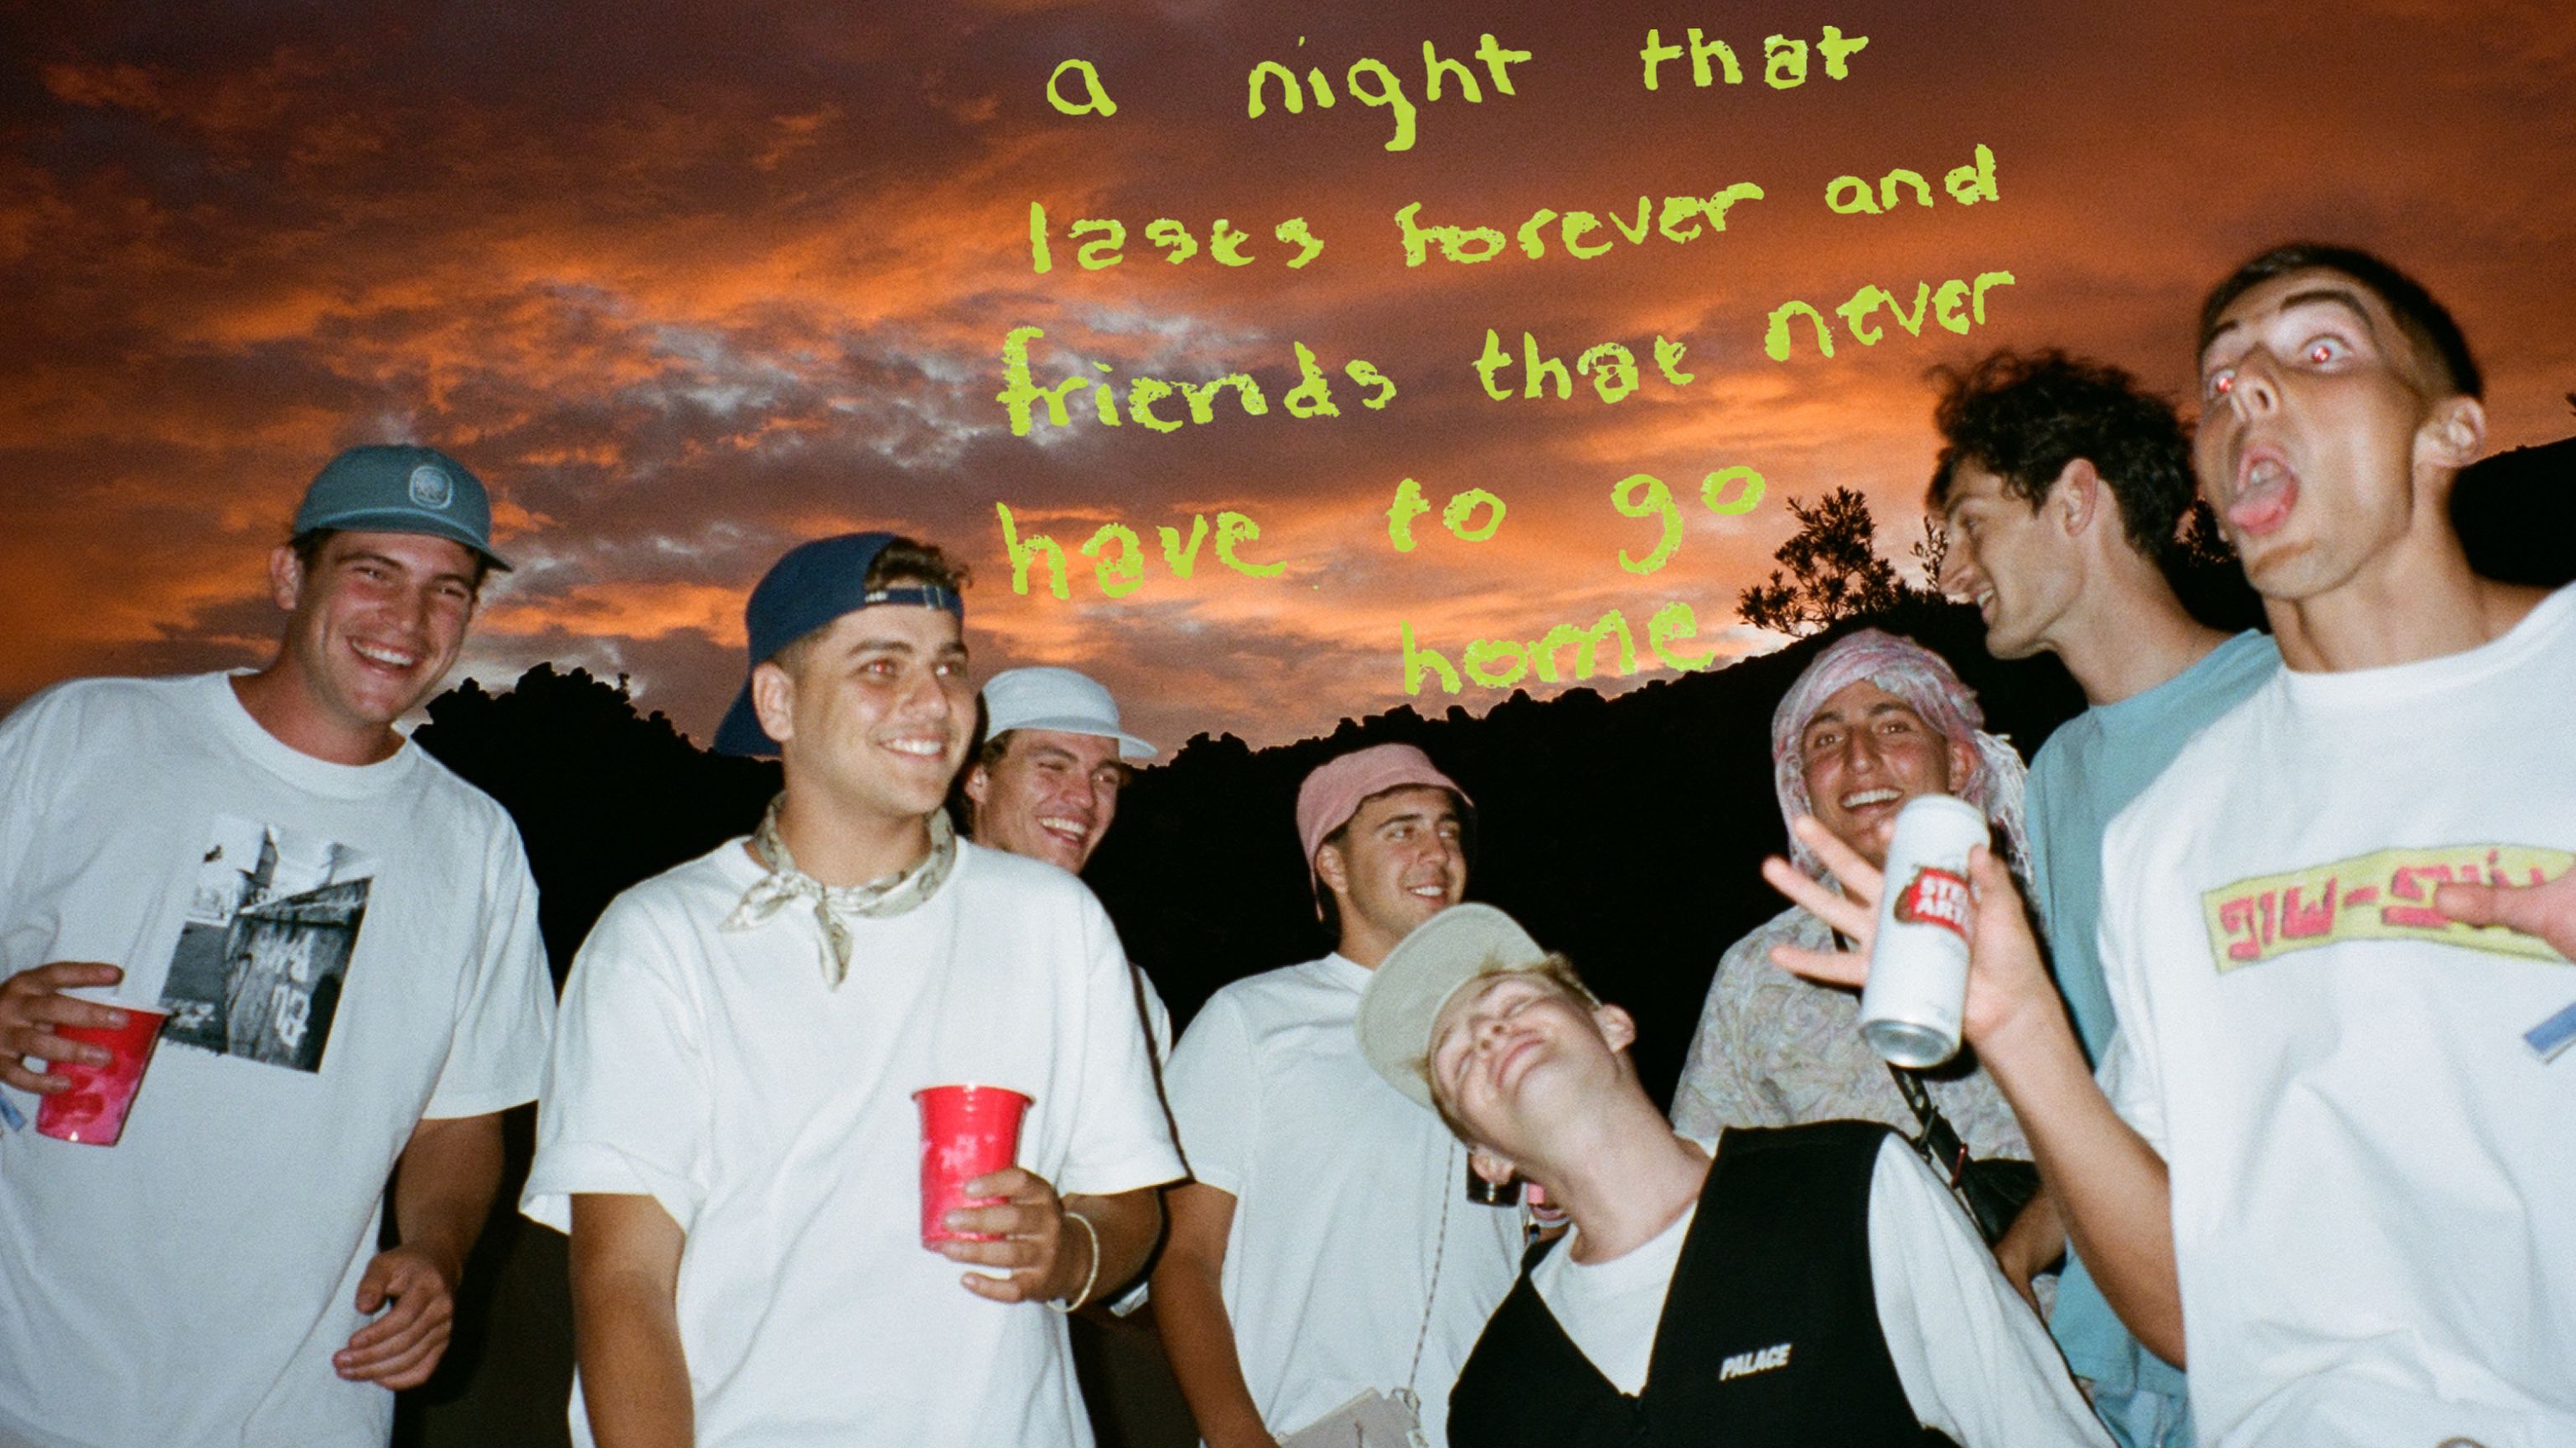 a night that
lasts forever and
friends that never
have to go
home
PALACE